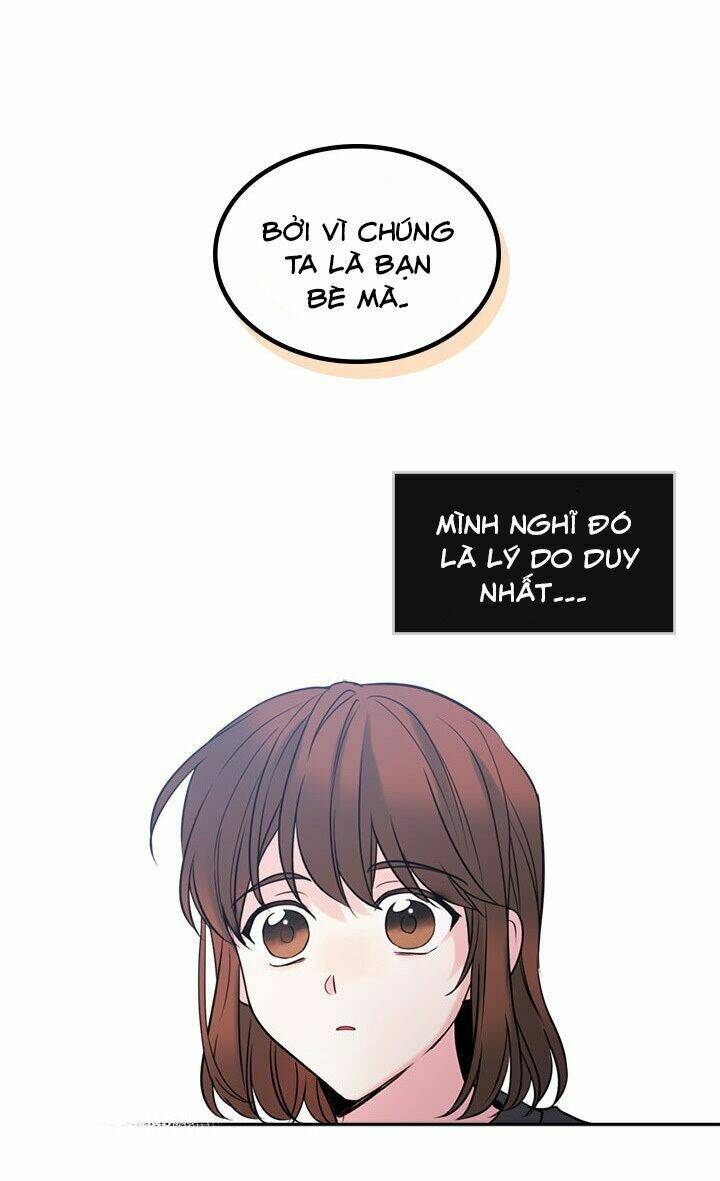 BỞI VÌ CHÚNG
TA LÀ BẠN
BÈ MÀ..
MÌNH NGHĨ ĐÓ
LÀ LÝ DO DUY
NHẤT...